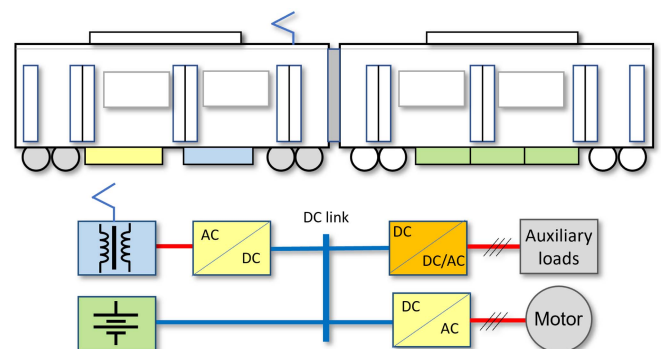 DC link
AC
DC
DC
DC/AC
Auxiliary
loads
DC
AC
Motor